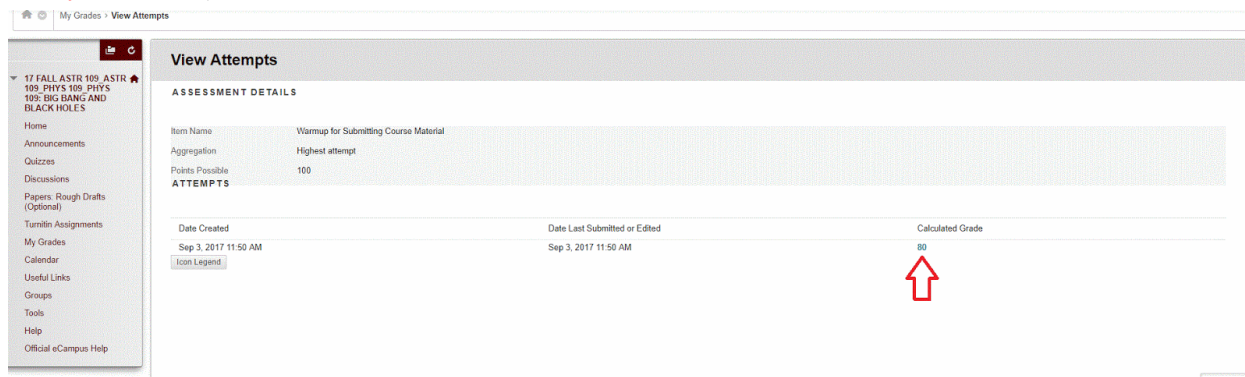 My Grades > View Attempts
17 FALL ASTR 109_ASTR
109_PHYS 109_PHYS
109: BIG BANG AND
BLACK HOLES
Home
Announcements
Quizzes
Discussions
Papers: Rough Drafts
(Optional)
Turnitin Assignments
My Grades
Calendar
Useful Links
Groups
Tools
Help
Official eCampus Help
View Attempts
ASSESSMENT DETAILS
Item Name Warmup for Submitting Course Material
Aggregation Highest attempt
Points Possible 100
ATTEMPTS
Date Created Date Last Submitted or Edited Calculated Grade
Sep 3, 2017 11:50 AM Sep 3, 2017 11:50 AM 80
Icon Legend